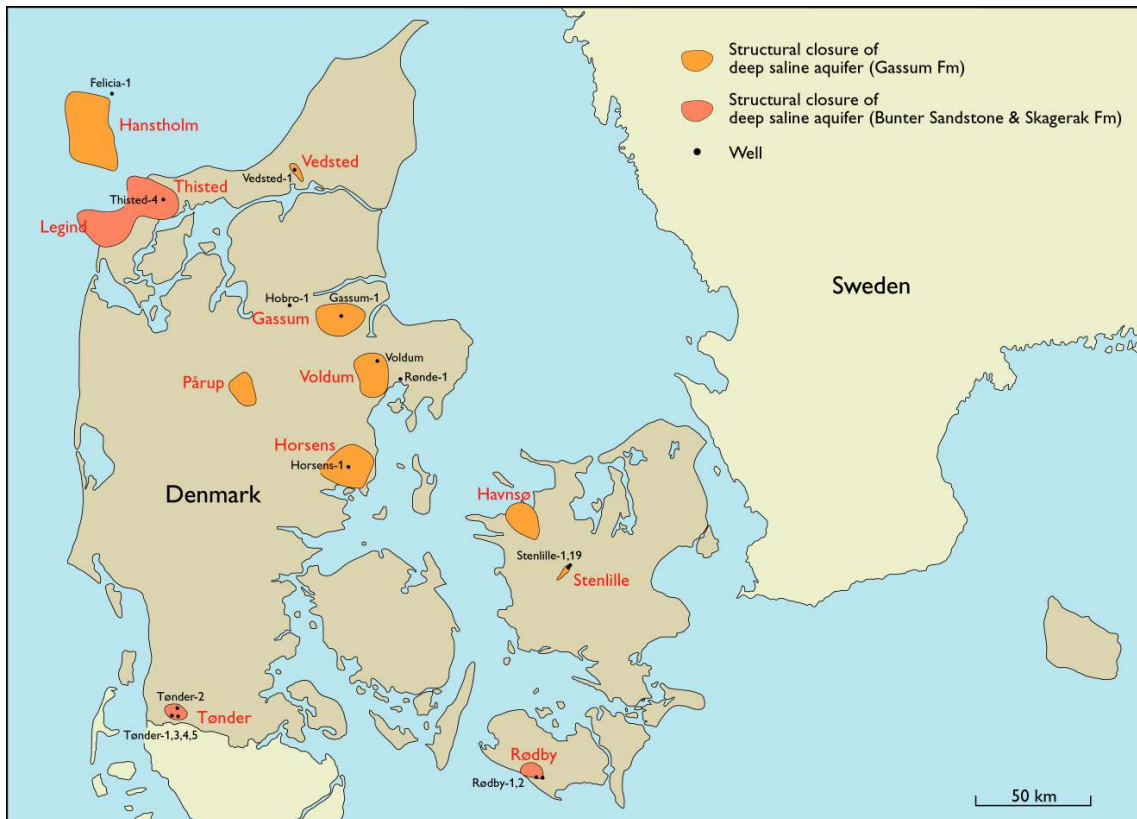 Structural closure of
deep saline aquifer (Gassum Fm)
Structural closure of
deep saline aquifer (Bunter Sandstone & Skagerak Fm)
Well
Felicia-1
Hanstholm
Vedsted
Vedsted-1
Thisted
Thisted-4
Legind
Sweden
Hobro-1
Gassum-1
Gassum
Voldum
Voldum
Rønde-1
Pårup
Horsens
Horsens-1
Denmark
Havnsø
Stenlille-1,19
Stenlille
Tønder-2
Tønder
Tønder-1,3,4,5
Rødby
Rødby-1,2
50 km